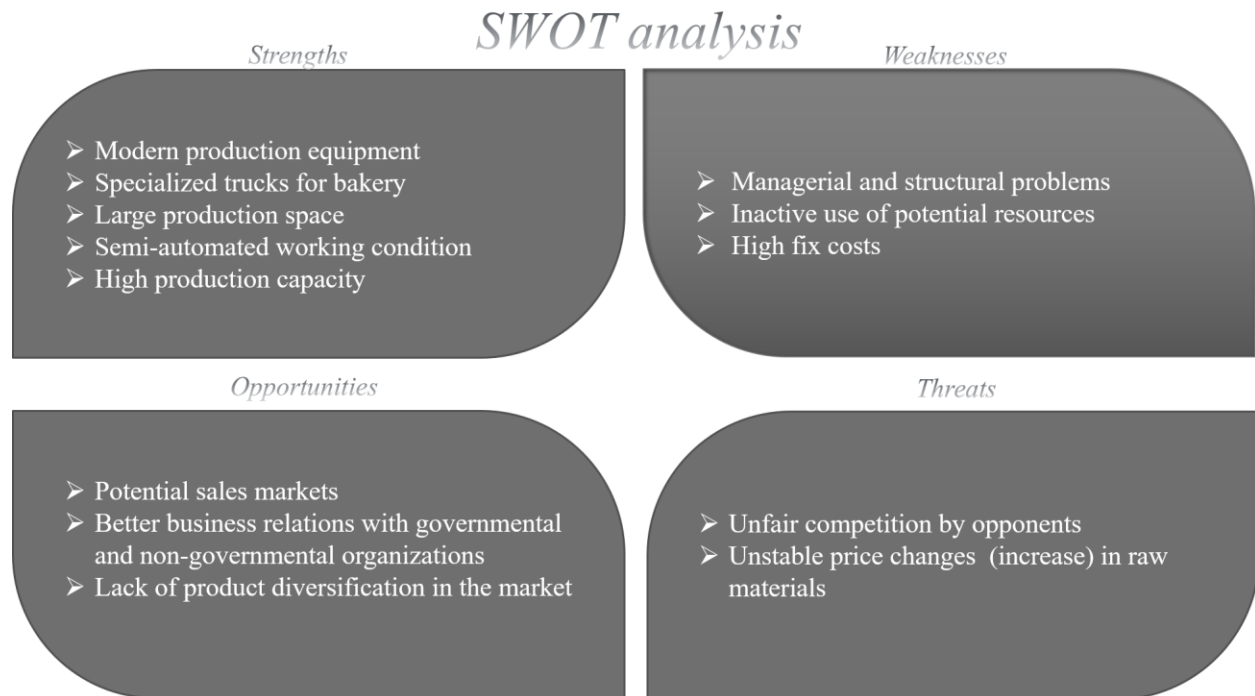 SWOT analysis
Strengths
➢ Modern production equipment
➢ Specialized trucks for bakery
➢ Large production space
➢ Semi-automated working condition
➢ High production capacity
Weaknesses
➢ Managerial and structural problems
➢ Inactive use of potential resources
➢ High fix costs
Opportunities
➢ Potential sales markets
➢ Better business relations with governmental
and non-governmental organizations
➢ Lack of product diversification in the market
Threats
➢ Unfair competition by opponents
➢ Unstable price changes  (increase) in raw
materials